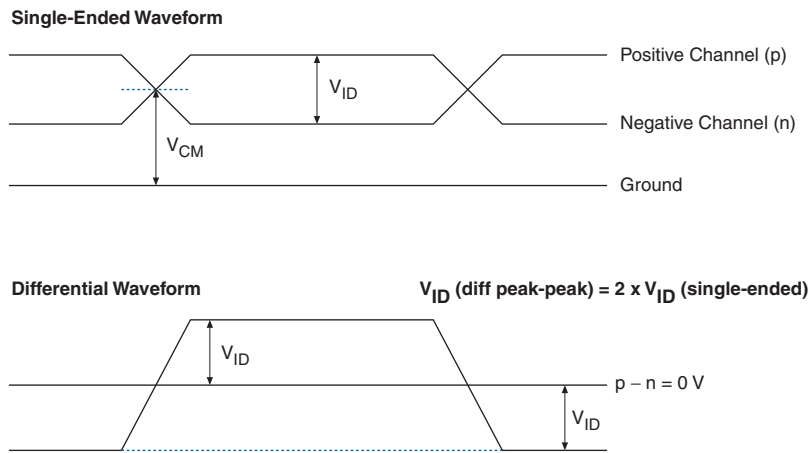 Single-Ended Waveform
Positive Channel (p)
V_ID
Negative Channel (n)
V_CM
Ground
Differential Waveform
V_ID (diff peak-peak) = 2 x V_ID (single-ended)
V_ID
p – n = 0 V
V_ID